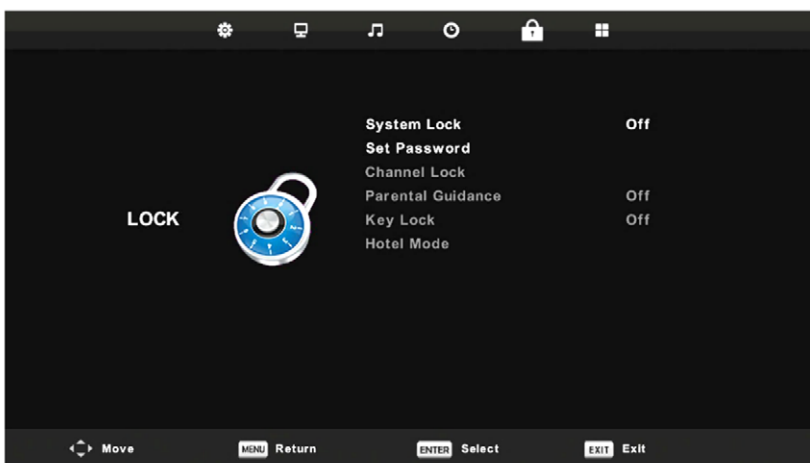 System Lock Off
Set Password
Channel Lock
Parental Guidance Off
Key Lock Off
Hotel Mode
LOCK
Move MENU Return ENTER Select EXIT Exit